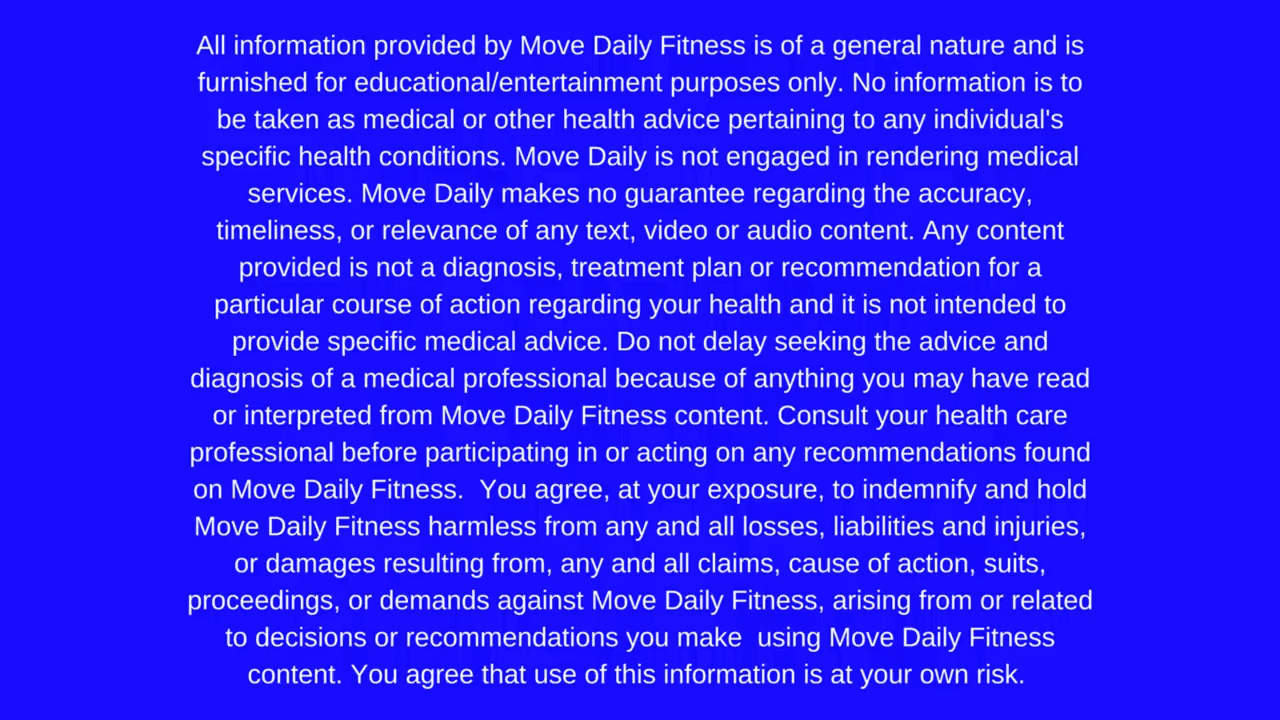 All information provided by Move Daily Fitness is of a general nature and is
furnished for educational/entertainment purposes only. No information is to
be taken as medical or other health advice pertaining to any individual's
specific health conditions. Move Daily is not engaged in rendering medical
services. Move Daily makes no guarantee regarding the accuracy,
timeliness, or relevance of any text, video or audio content. Any content
provided is not a diagnosis, treatment plan or recommendation for a
particular course of action regarding your health and it is not intended to
provide specific medical advice. Do not delay seeking the advice and
diagnosis of a medical professional because of anything you may have read
or interpreted from Move Daily Fitness content. Consult your health care
professional before participating in or acting on any recommendations found
on Move Daily Fitness.  You agree, at your exposure, to indemnify and hold
Move Daily Fitness harmless from any and all losses, liabilities and injuries,
or damages resulting from, any and all claims, cause of action, suits,
proceedings, or demands against Move Daily Fitness, arising from or related
to decisions or recommendations you make  using Move Daily Fitness
content. You agree that use of this information is at your own risk.